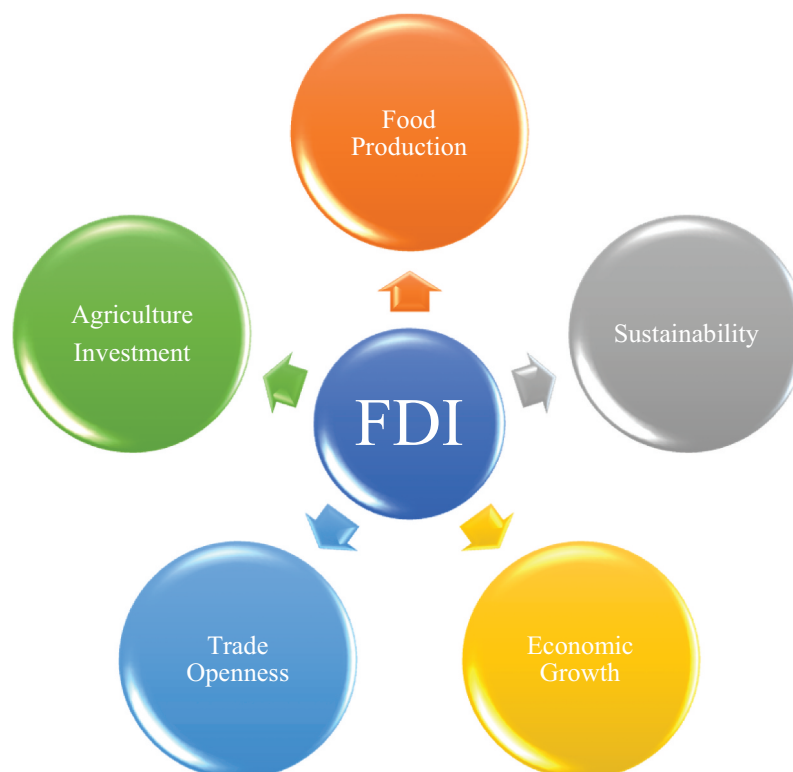 Food
Production
Agriculture
Investment
Sustainability
FDI
Trade
Openness
Economic
Growth